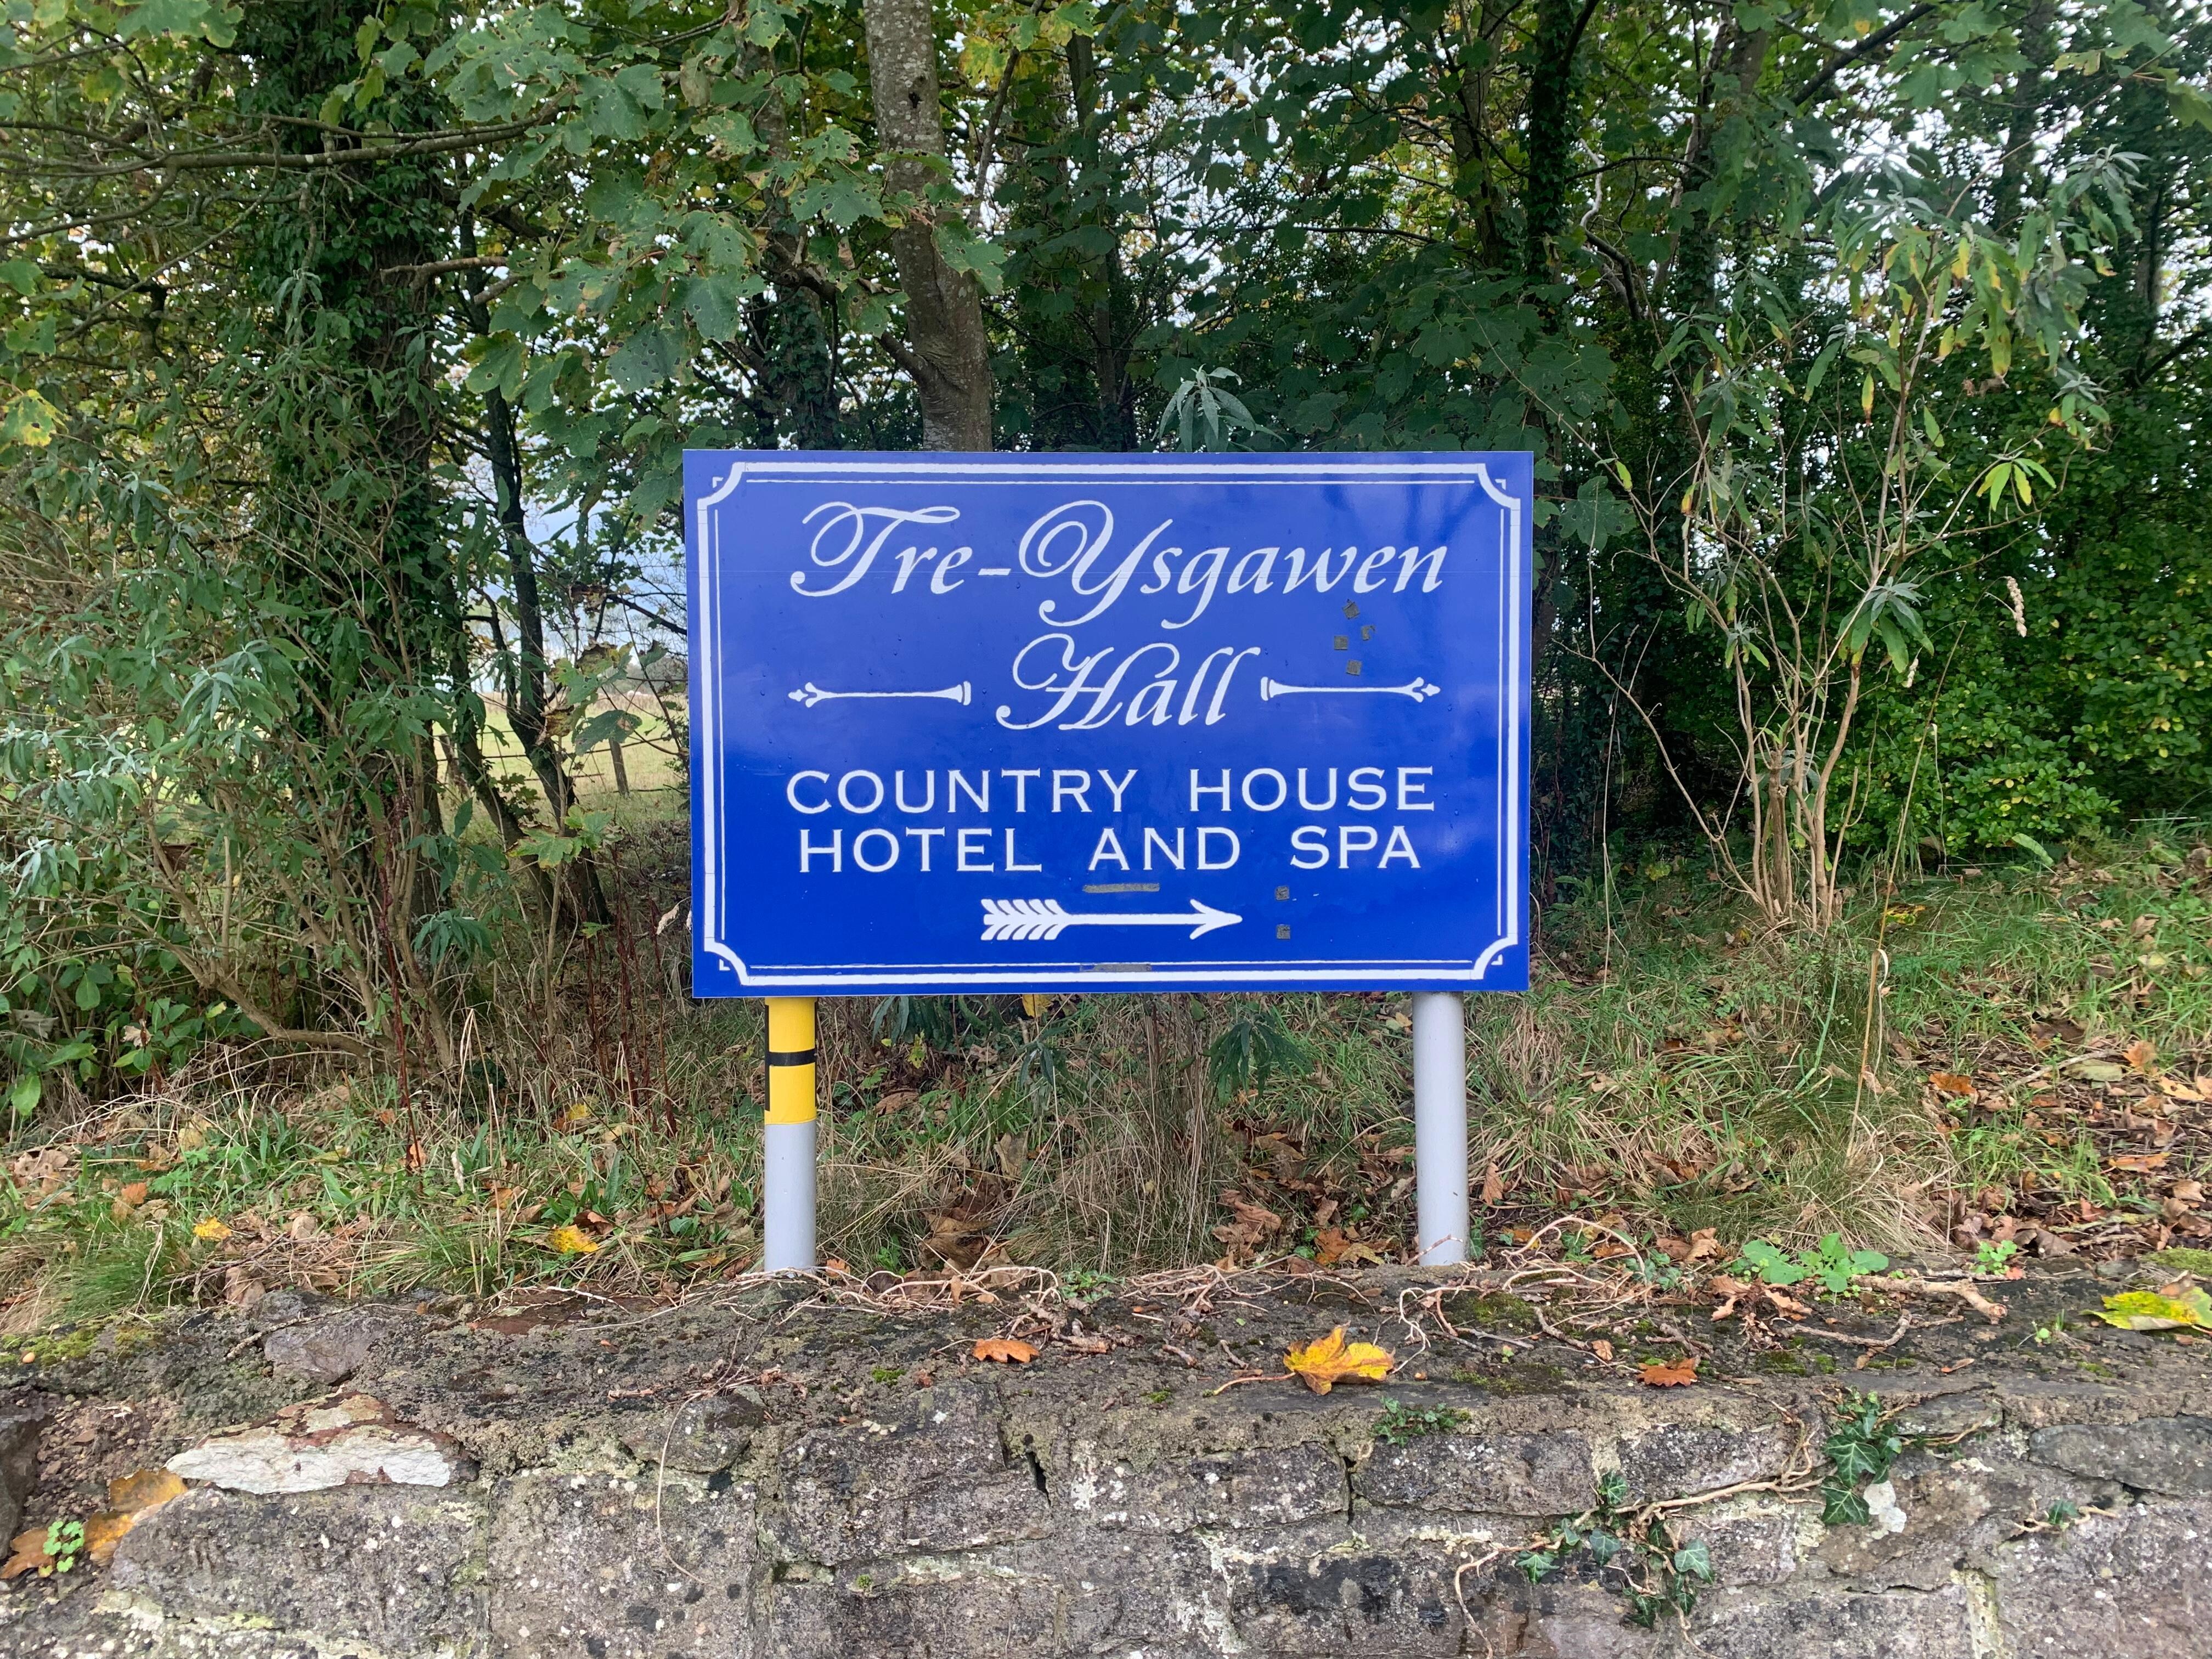 Tre-Ysgawen
Hall
COUNTRY HOUSE
HOTEL AND SPA